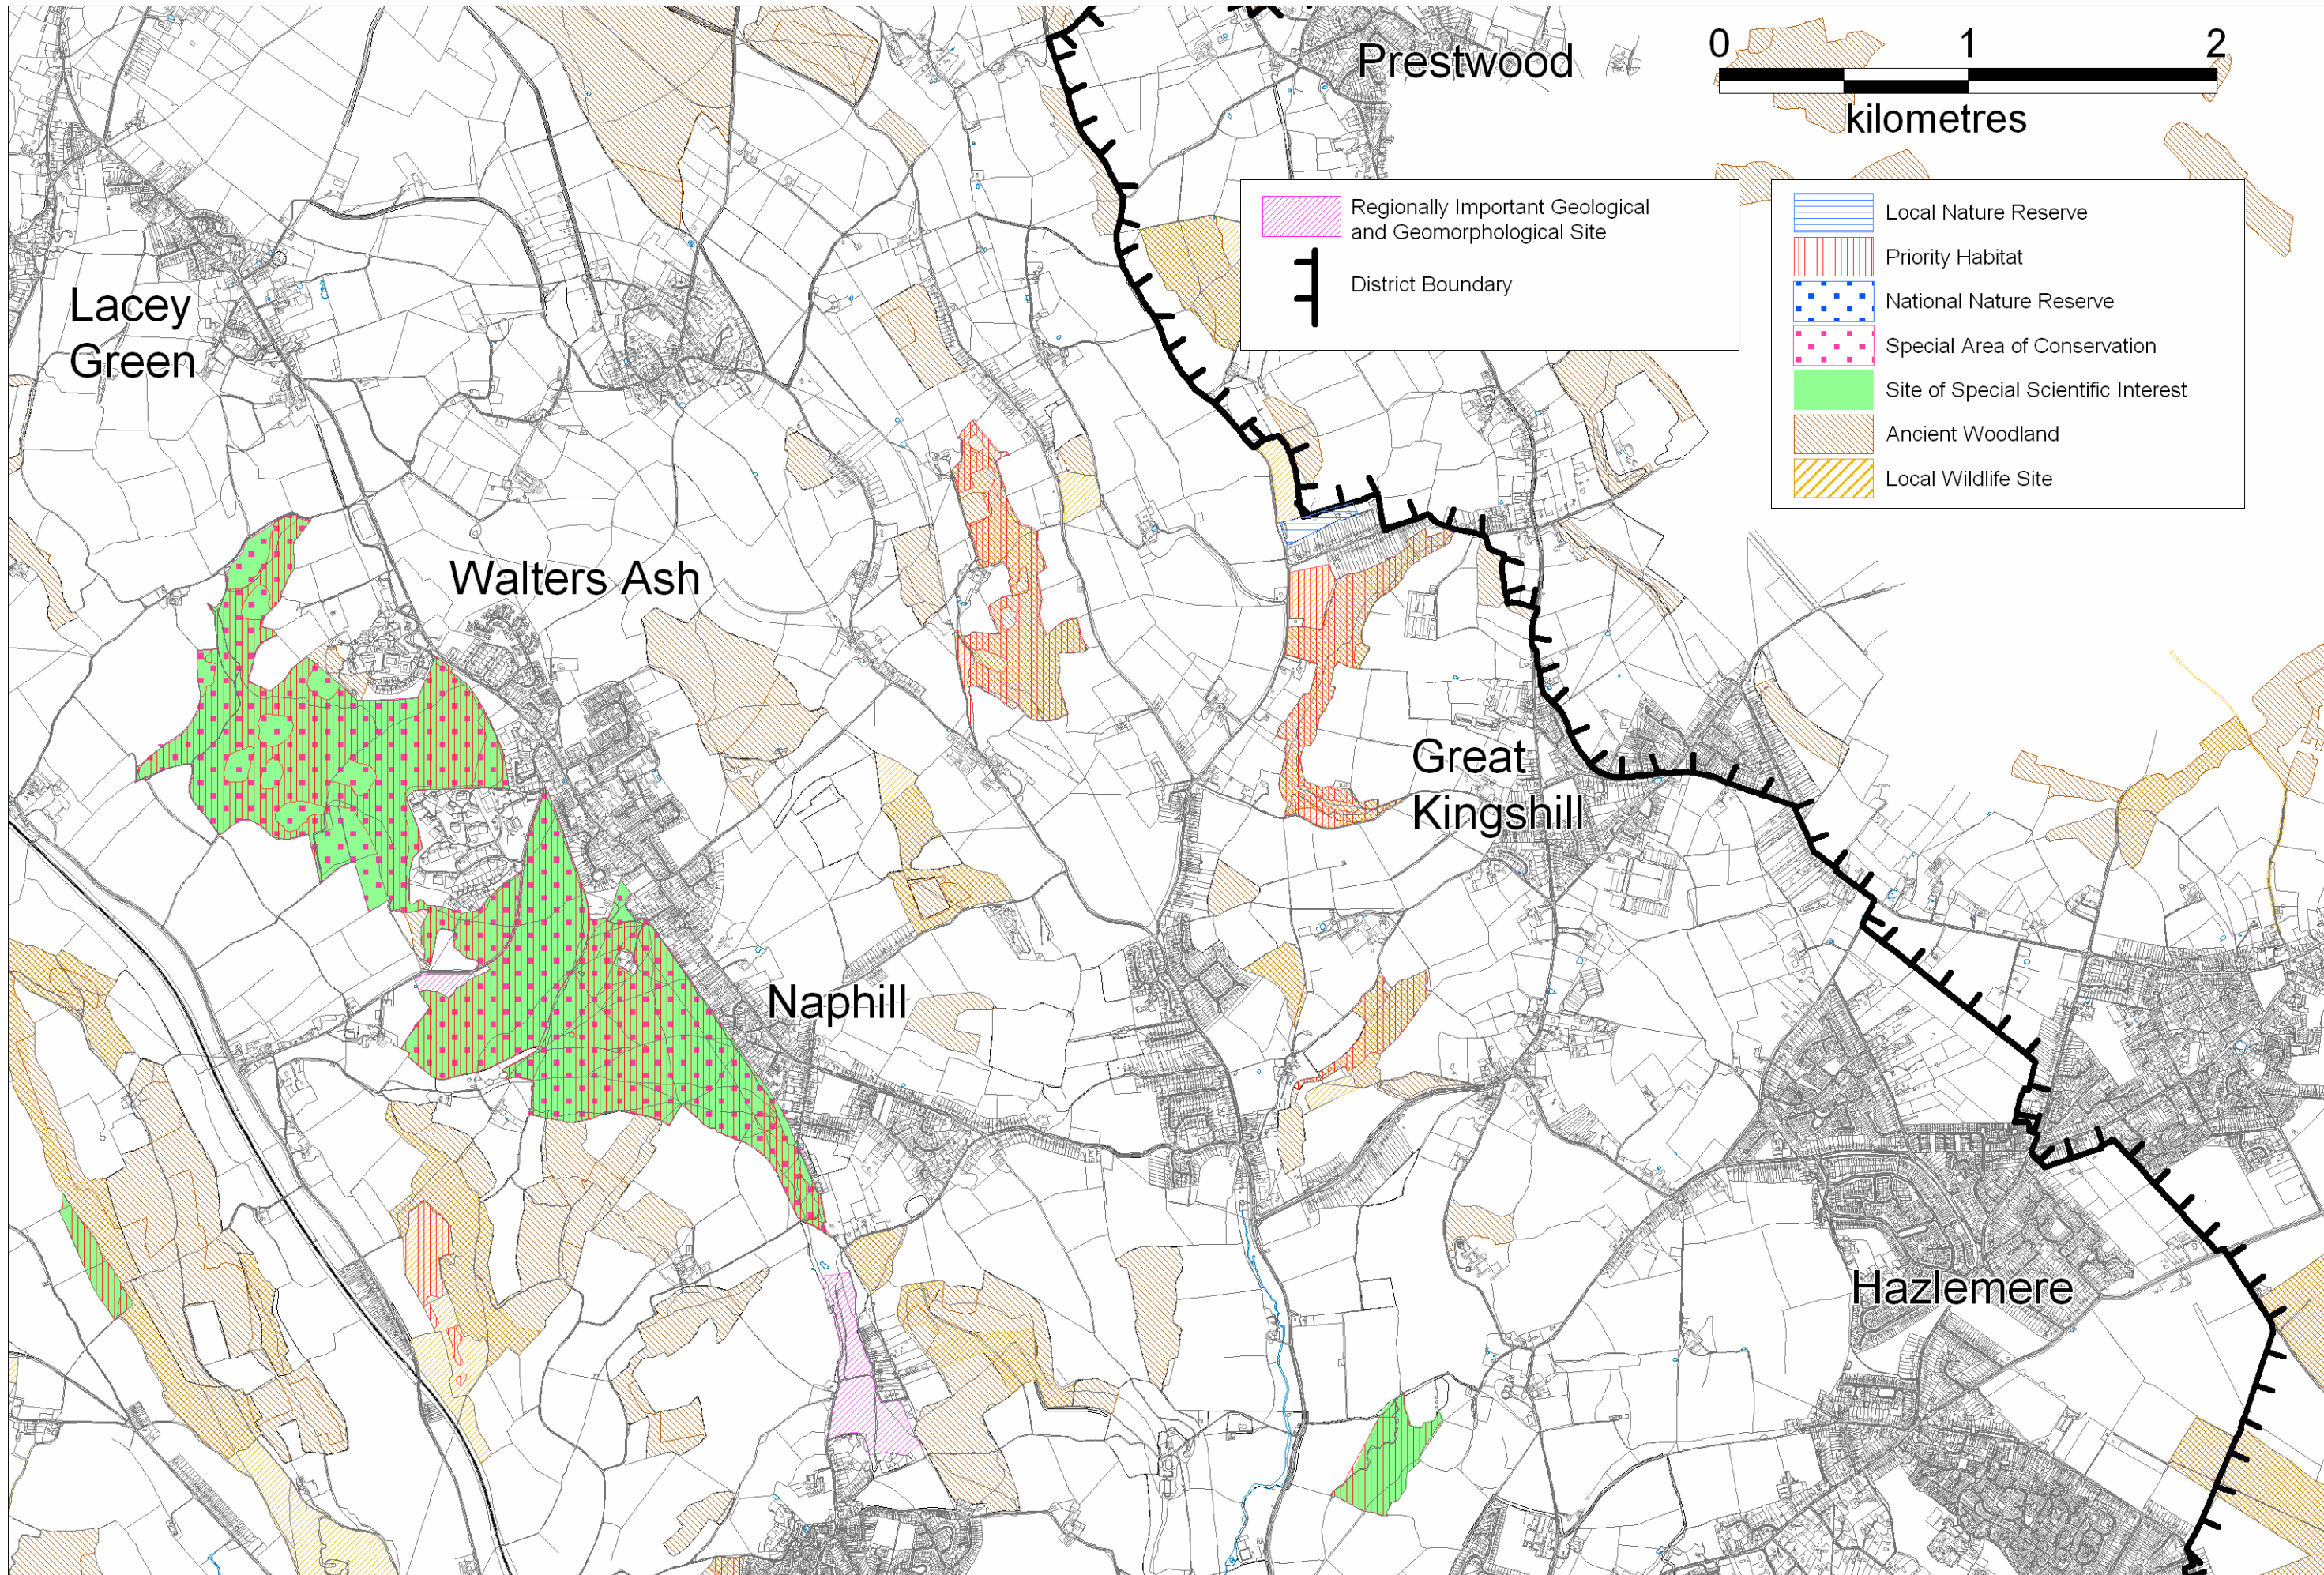 Prestwood
0 1 2
kilometres
Regionally Important Geological
and Geomorphological Site
District Boundary
Local Nature Reserve
Priority Habitat
National Nature Reserve
Special Area of Conservation
Site of Special Scientific Interest
Ancient Woodland
Local Wildlife Site
Lacey
Green
Walters Ash
Great
Kingshill
Naphill
Hazlemere